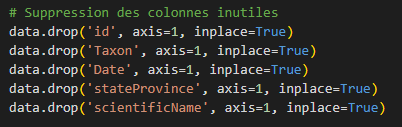 # Suppression des colonnes inutiles
data.drop('id', axis=1, inplace=True)
data.drop('Taxon', axis=1, inplace=True)
data.drop('Date', axis=1, inplace=True)
data.drop('stateProvince', axis=1, inplace=True)
data.drop('scientificName', axis=1, inplace=True)